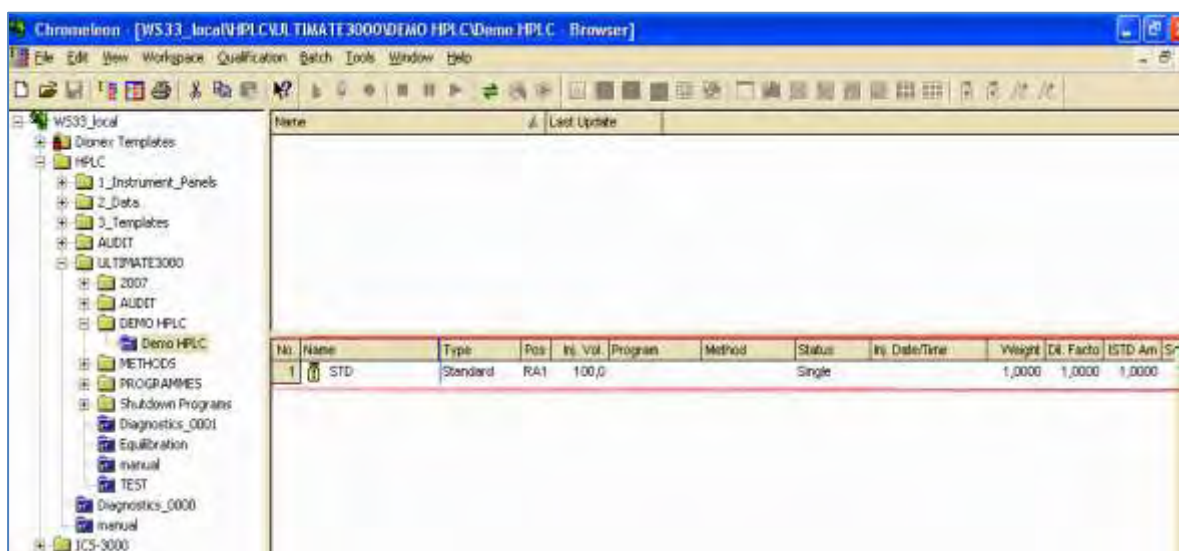 Chromeleon - [WS33_local\HPLC\ULTIMATE3000\DEMO HPLC\Demo HPLC - Browser]
File Edit View Workspace Qualification Batch Tools Window Help
WS33_local
Dionex Templates
HPLC
1_Instrument_Panels
2_Data
3_Templates
AUDIT
ULTIMATE3000
2007
AUDIT
DEMO HPLC
Demo HPLC
METHODS
PROGRAMMES
Shutdown Programs
Diagnostics_0001
Equilibration
manual
TEST
Diagnostics_0000
manual
ICS-3000
Name Last Update
No. Name Type Pos Inj. Vol. Program Method Status Inj. Date/Time Weight Dil. Facto ISTD Am
1 STD Standard RA1 100,0 Single 1,0000 1,0000 1,0000